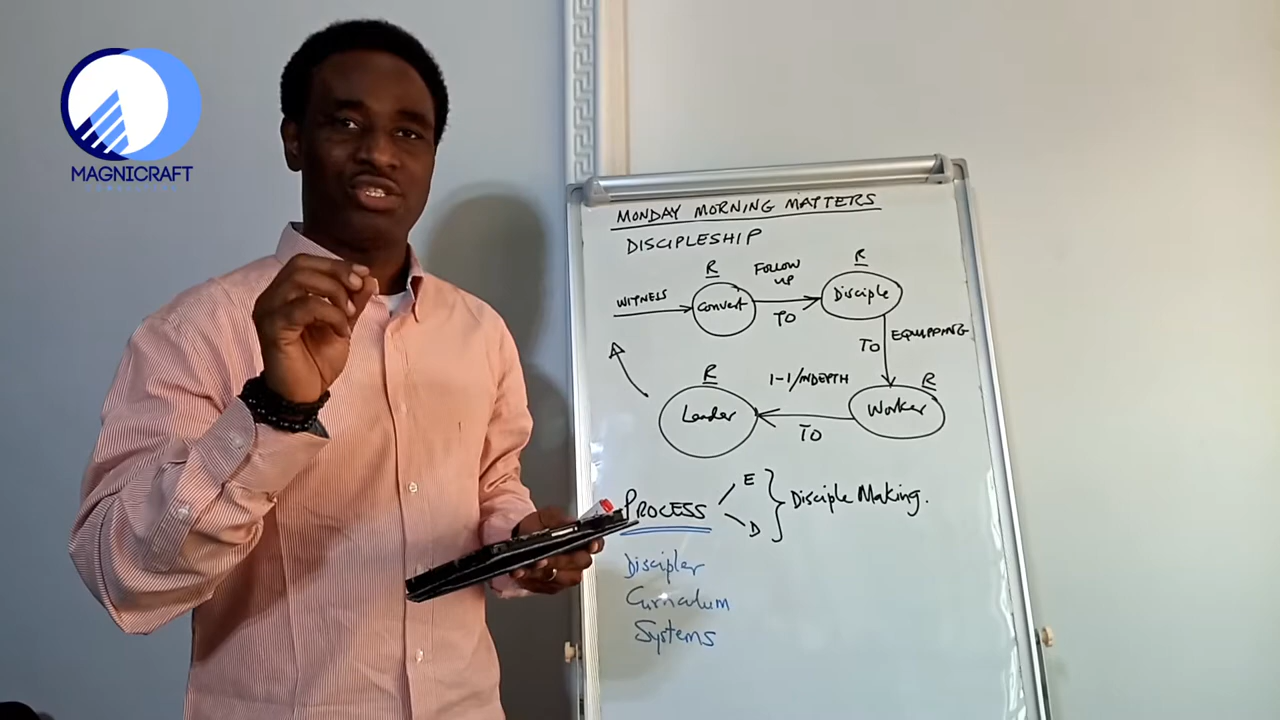 MAGNICRAFT
MONDAY MORNING MATTERS
DISCIPLESHIP
R
R
FOLLOW
UP
WITNESS
Convert
Disciple
TO
TO
EQUIPPING
R
1-1/INDEPTH
R
Leader
Worker
TO
PROCESS
E
D
Disciple Making.
Discipler
Curriculum
Systems